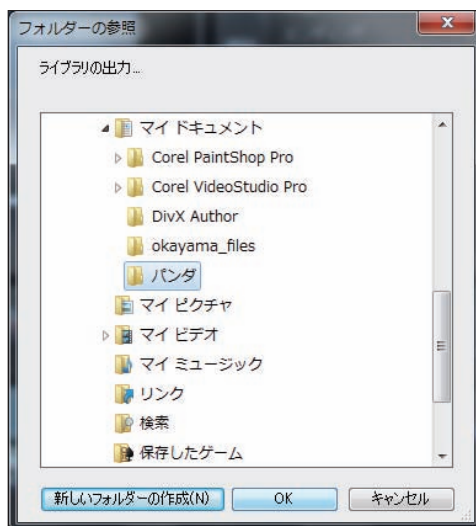 フォルダーの参照
ライブラリの出力...
マイ ドキュメント
Corel PaintShop Pro
Corel VideoStudio Pro
DivX Author
okayama_files
パンダ
マイ ピクチャ
マイ ビデオ
マイ ミュージック
リンク
検索
保存したゲーム
新しいフォルダーの作成(N) OK キャンセル